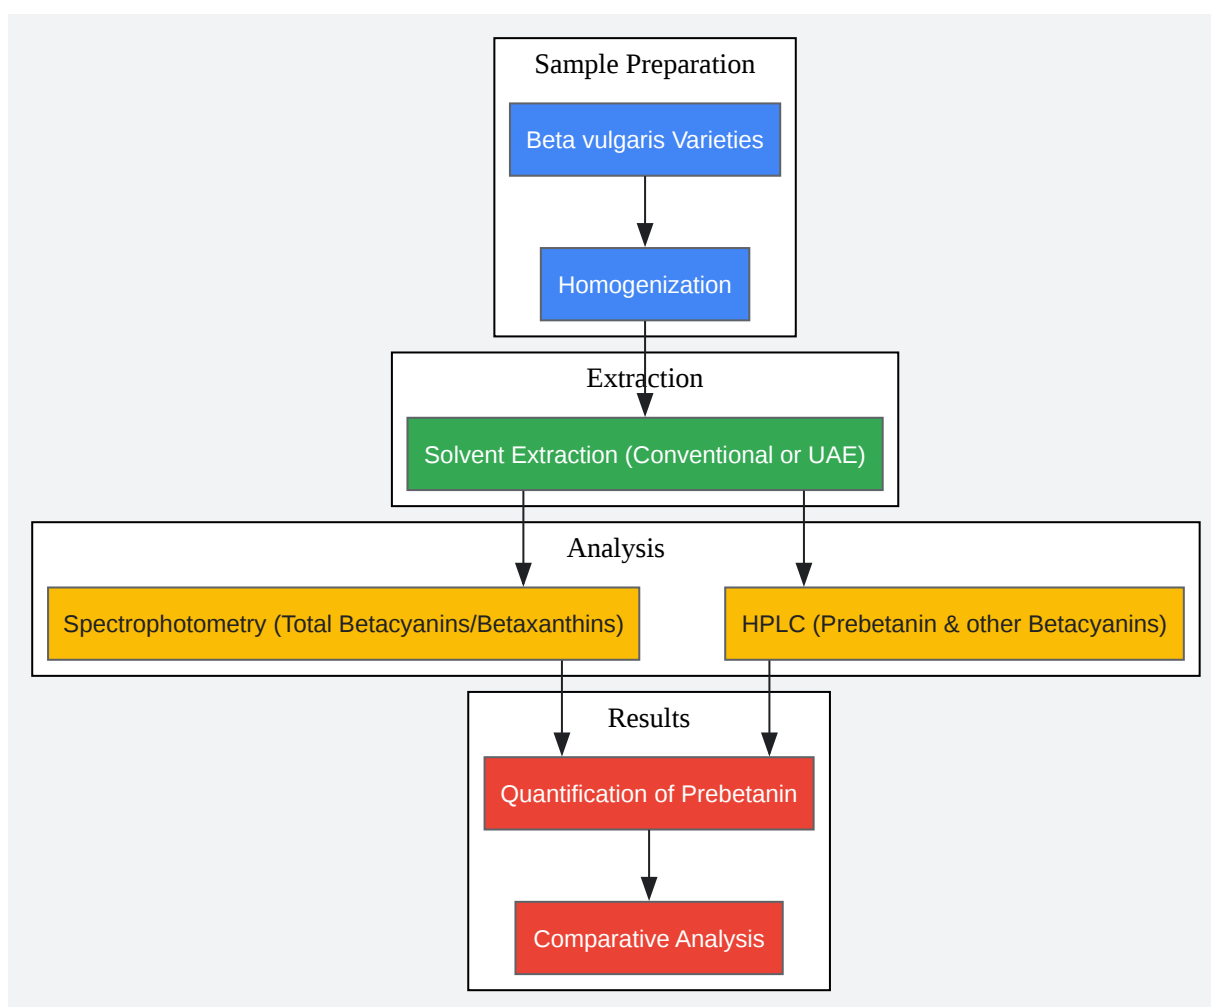 Sample Preparation
Beta vulgaris Varieties
Homogenization
Extraction
Solvent Extraction (Conventional or UAE)
Analysis
Spectrophotometry (Total Betacyanins/Betaxanthins)
HPLC (Prebetanin & other Betacyanins)
Results
Quantification of Prebetanin
Comparative Analysis